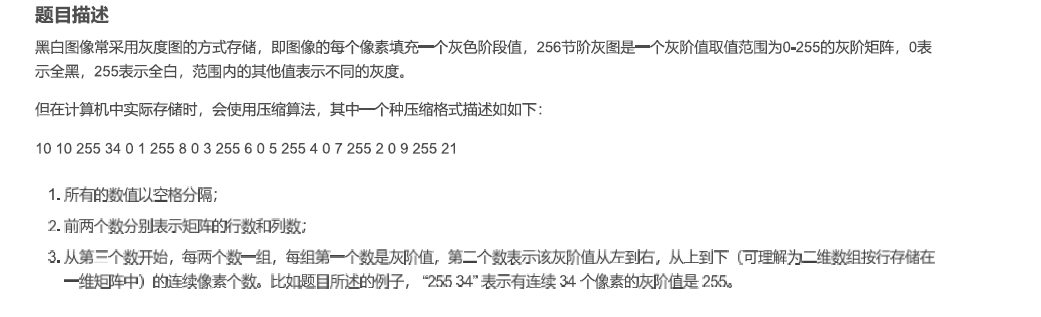 题目描述
黑白图像常采用灰度图的方式存储，即图像的每个像素填充一个灰色阶段值，256节阶灰图是一个灰阶值取值范围为0-255的灰阶矩阵，0表
示全黑，255表示全白，范围内的其他值表示不同的灰度。
但在计算机中实际存储时，会使用压缩算法，其中一个种压缩格式描述如如下：
10 10 255 34 0 1 255 8 0 3 255 6 0 5 255 4 0 7 255 2 0 9 255 21
1. 所有的数值以空格分隔；
2. 前两个数分别表示矩阵的行数和列数；
3. 从第三个数开始，每两个数一组，每组第一个数是灰阶值，第二个数表示该灰阶值从左到右，从上到下（可理解为二维数组按行存储在
一维矩阵中）的连续像素个数。比如题目所述的例子，“255 34” 表示有连续 34 个像素的灰阶值是 255。